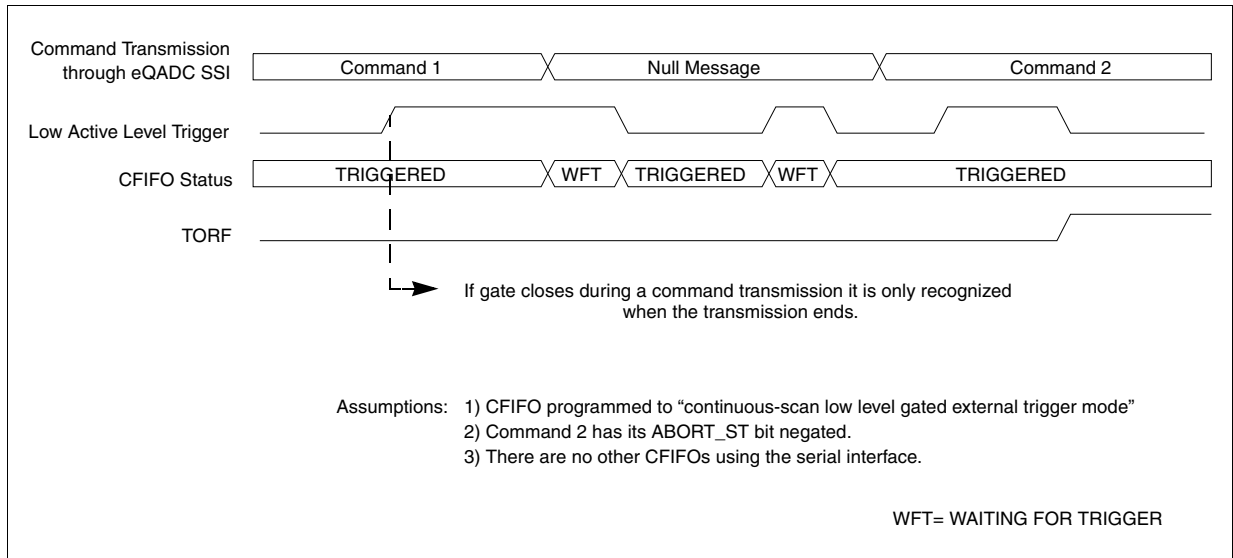 Command Transmission
through eQADC SSI
Command 1
Null Message
Command 2
Low Active Level Trigger
CFIFO Status
TRIGGERED
WFT
TRIGGERED
WFT
TRIGGERED
TORF
If gate closes during a command transmission it is only recognized
when the transmission ends.
Assumptions: 1) CFIFO programmed to “continuous-scan low level gated external trigger mode”
2) Command 2 has its ABORT_ST bit negated.
3) There are no other CFIFOs using the serial interface.
WFT= WAITING FOR TRIGGER